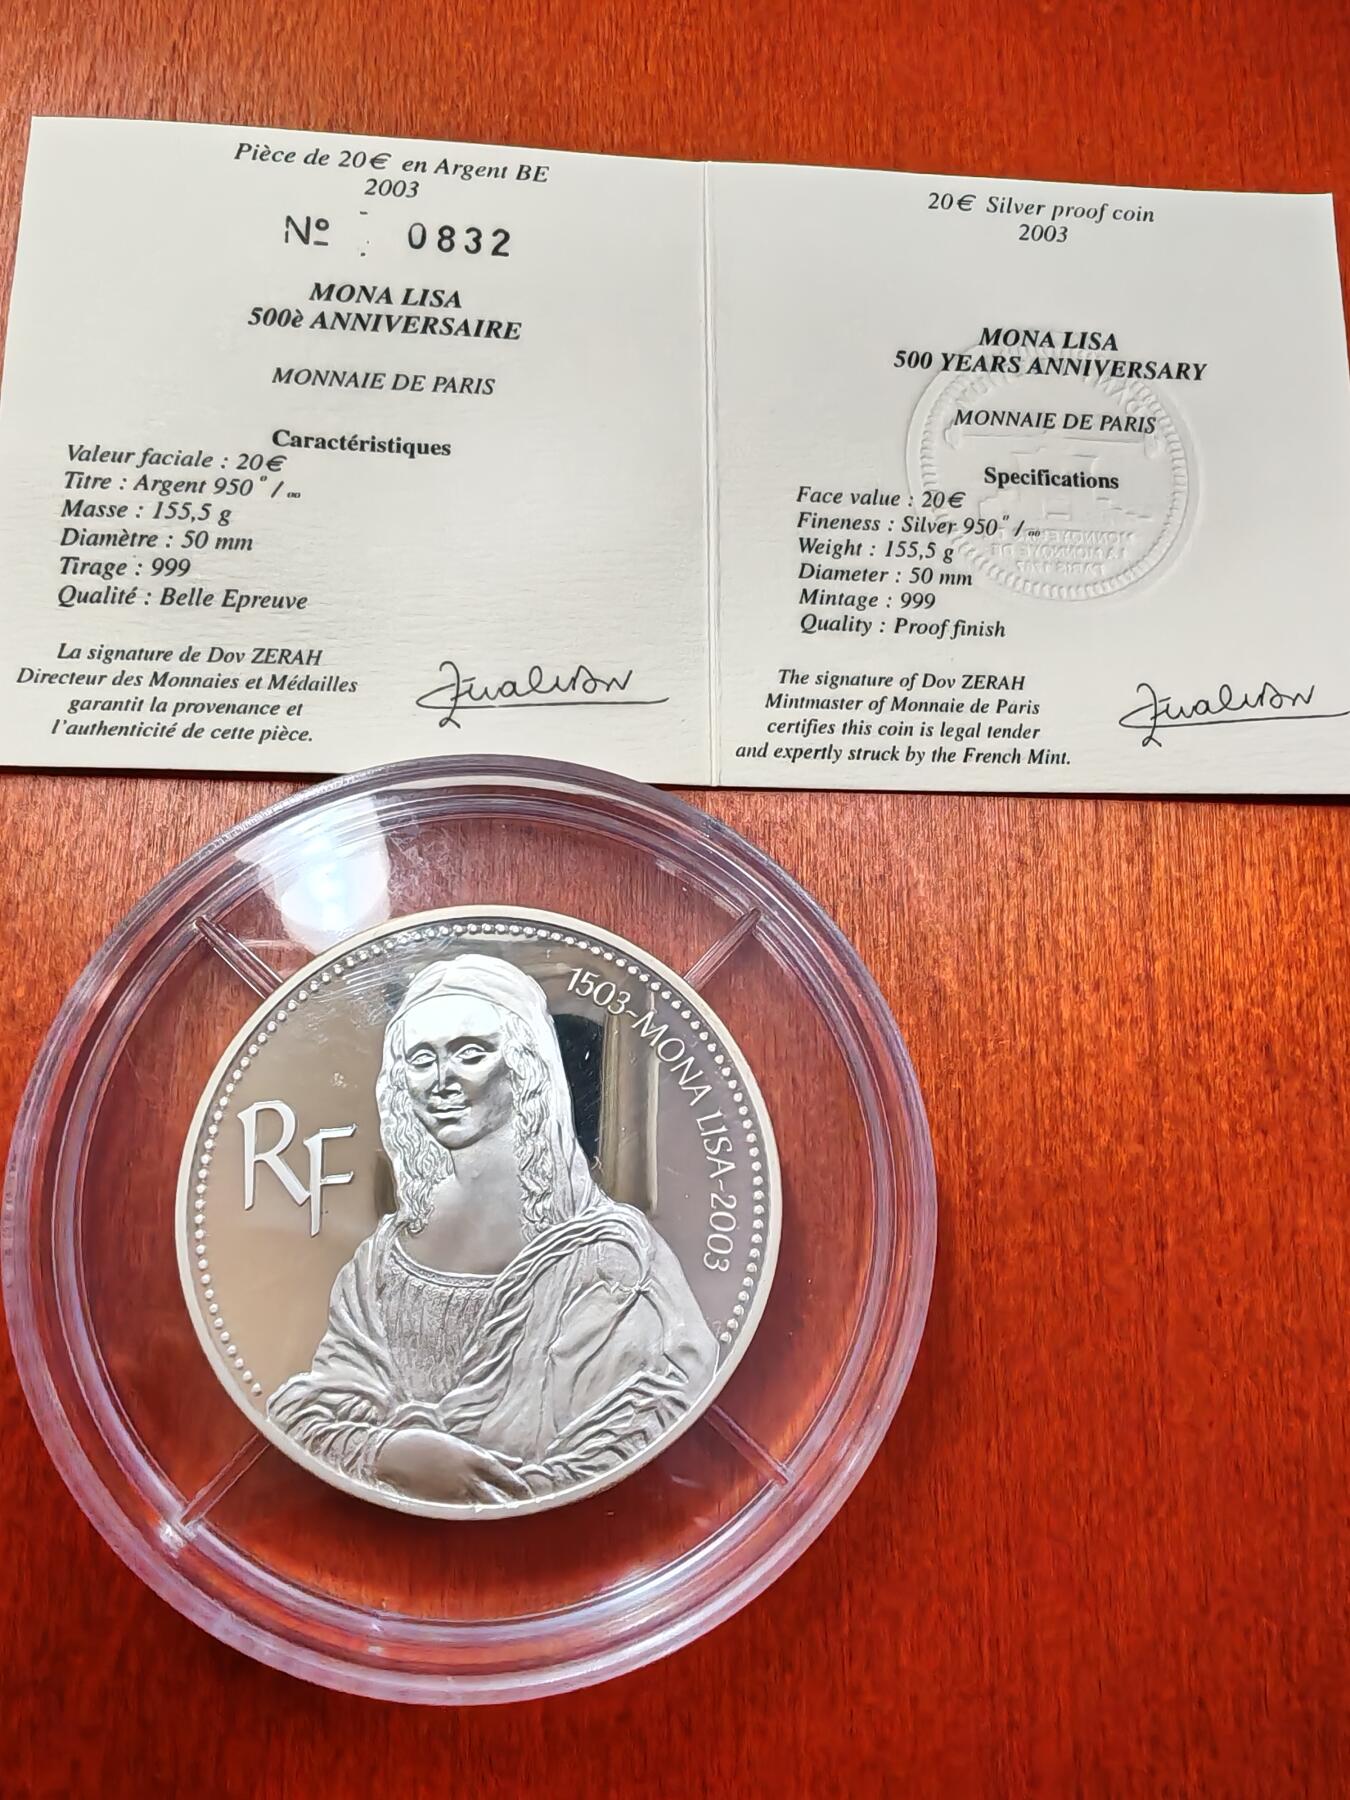 Pièce de 20€ en Argent BE
2003
Nº 0832
MONA LISA
500è ANNIVERSAIRE
MONNAIE DE PARIS
Caractéristiques
Valeur faciale : 20€
Titre : Argent 950°/₀₀
Masse : 155,5 g
Diamètre : 50 mm
Tirage : 999
Qualité : Belle Epreuve
La signature de Dov ZERAH
Directeur des Monnaies et Médailles
garantit la provenance et
l'authenticité de cette pièce.
20€ Silver proof coin
2003
MONA LISA
500 YEARS ANNIVERSARY
MONNAIE DE PARIS
Specifications
Face value : 20€
Fineness : Silver 950°/₀₀
Weight : 155,5 g
Diameter : 50 mm
Mintage : 999
Quality : Proof finish
The signature of Dov ZERAH
Mintmaster of Monnaie de Paris
certifies this coin is legal tender
and expertly struck by the French Mint.
1503-MONA LISA-2003
RF